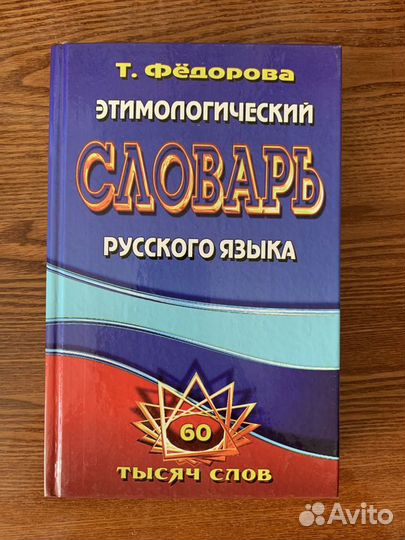 Т. Фёдорова
ЭТИМОЛОГИЧЕСКИЙ
СЛОВАРЬ
РУССКОГО ЯЗЫКА
60
ТЫСЯЧ СЛОВ
Avito